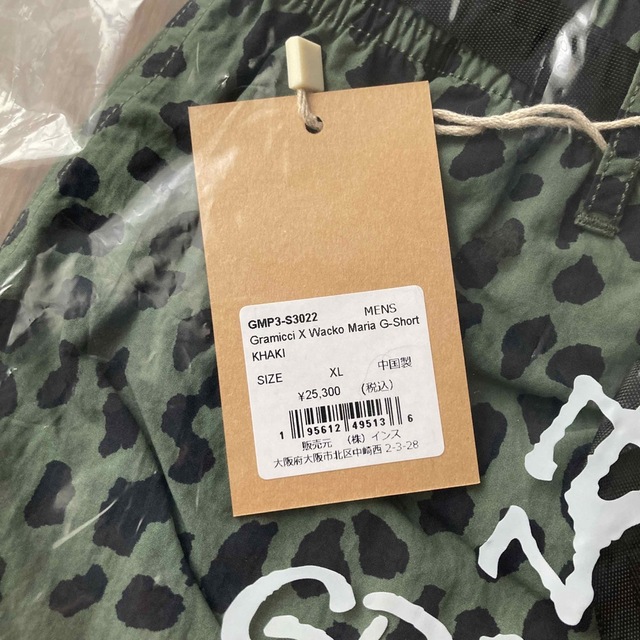 GMP3-S3022 MENS
Gramicci X Wacko Maria G-Short
KHAKI
SIZE XL 中国製
¥25,300 (税込)
1 95612 49513 6
販売元 (株) インス
大阪府大阪市北区中崎西 2-3-28